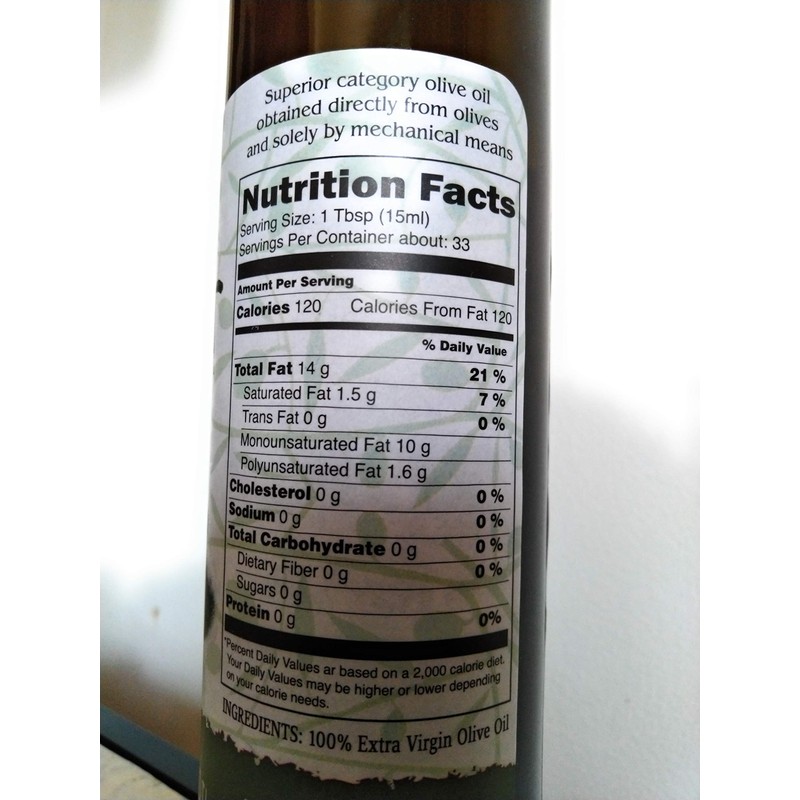 Superior category olive oil
obtained directly from olives
and solely by mechanical means
Nutrition Facts
Serving Size: 1 Tbsp (15ml)
Servings Per Container about: 33
Amount Per Serving
Calories 120 Calories From Fat 120
% Daily Value
Total Fat 14 g 21 %
Saturated Fat 1.5 g 7 %
Trans Fat 0 g 0 %
Monounsaturated Fat 10 g
Polyunsaturated Fat 1.6 g
Cholesterol 0 g 0 %
Sodium 0 g 0 %
Total Carbohydrate 0 g 0 %
Dietary Fiber 0 g 0 %
Sugars 0 g
Protein 0 g 0%
*Percent Daily Values ar based on a 2,000 calorie diet.
Your Daily Values may be higher or lower depending
on your calorie needs.
INGREDIENTS: 100% Extra Virgin Olive Oil